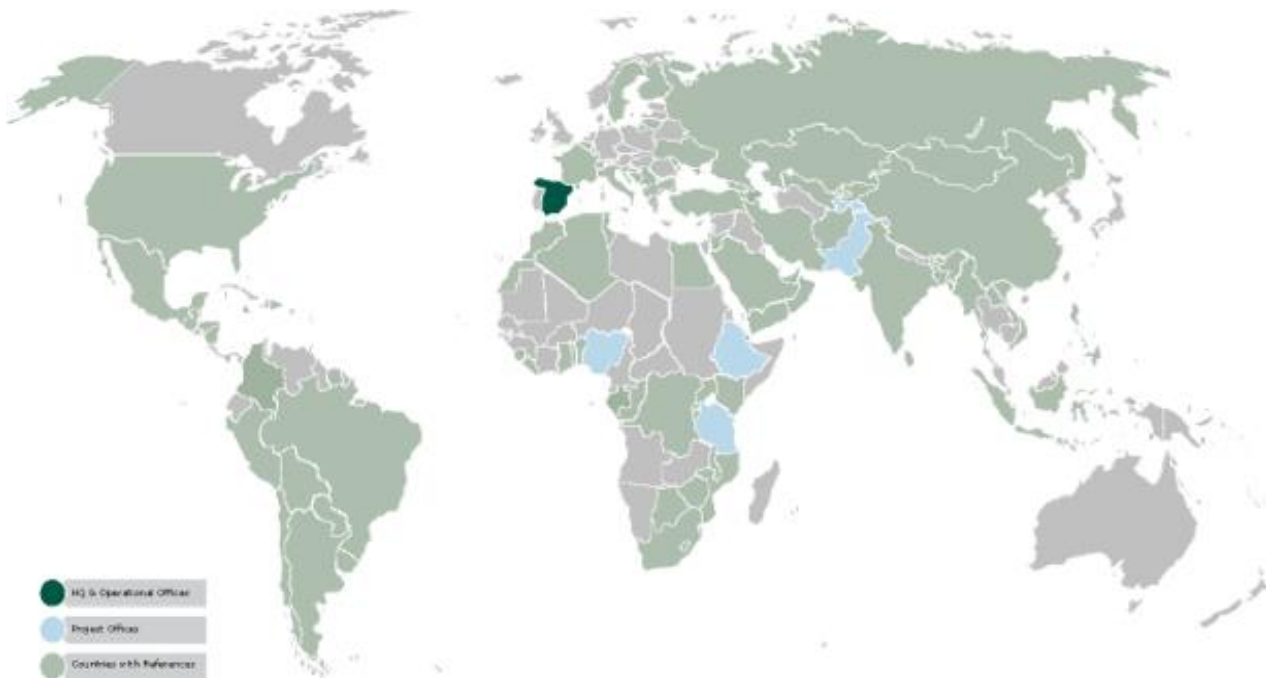 HQ & Operational Offices
Project Offices
Countries with References